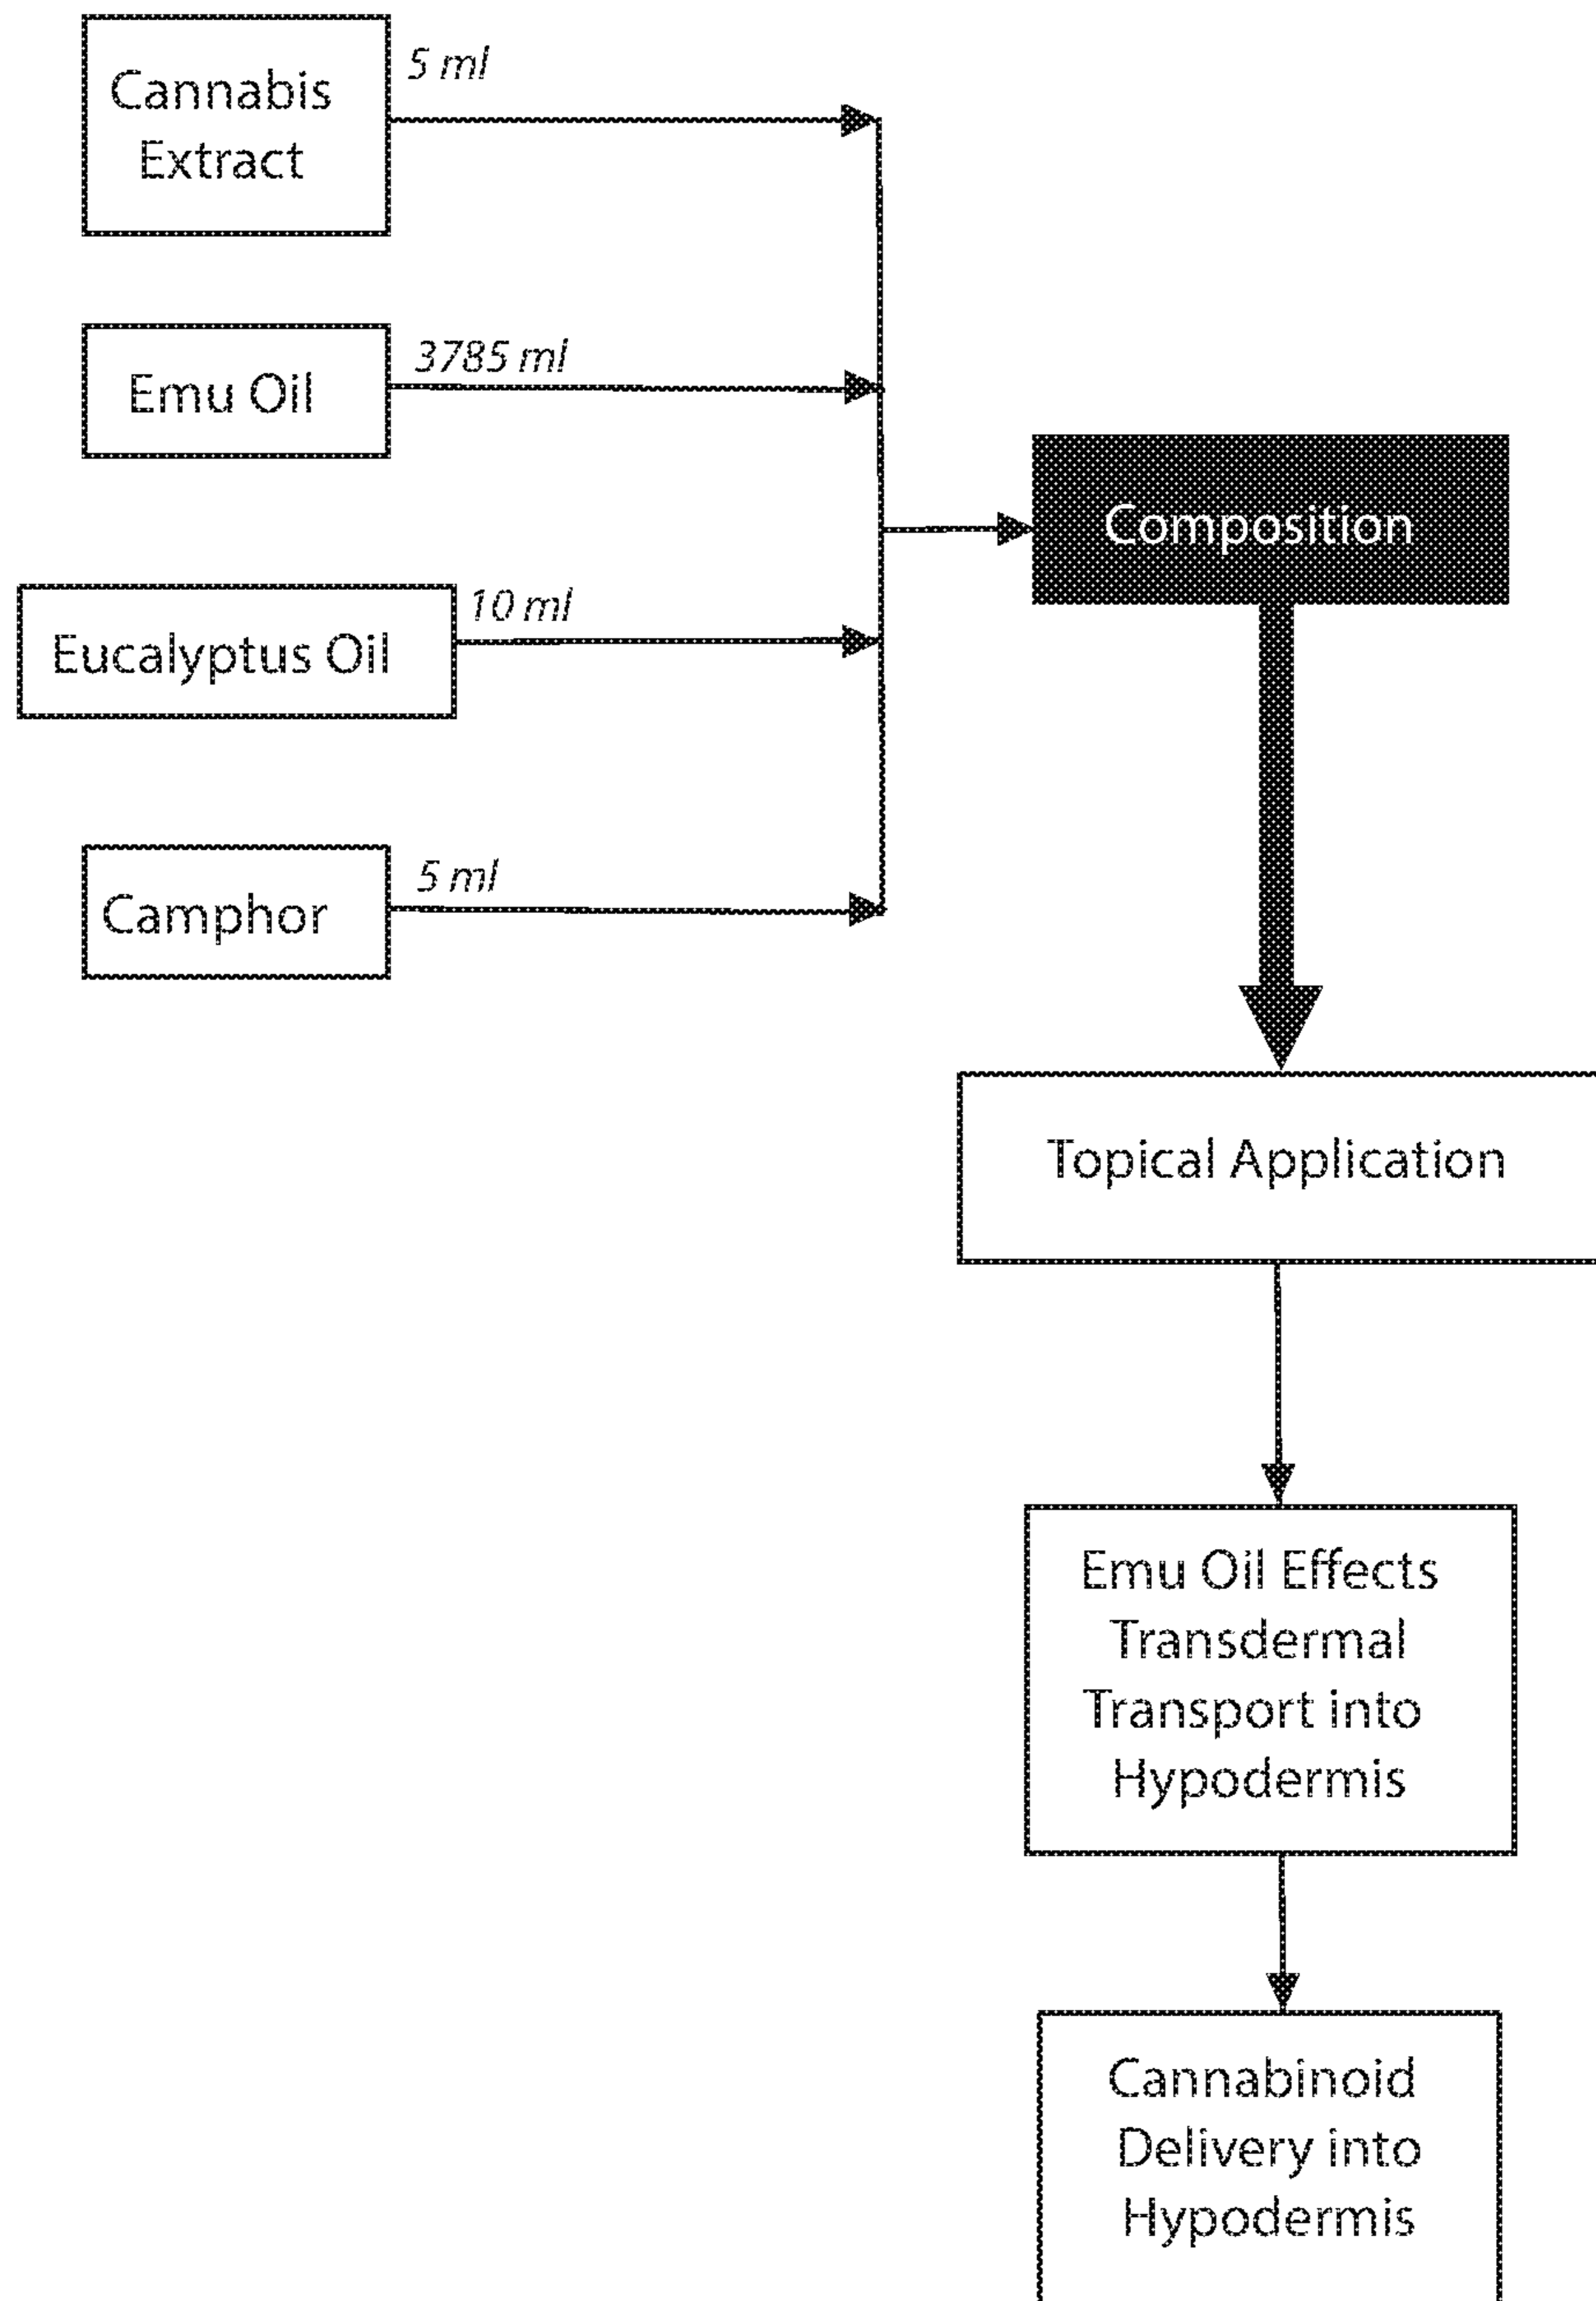 Cannabis
Extract
5 ml
Emu Oil
3785 ml
Composition
Eucalyptus Oil
10 ml
Camphor
5 ml
Topical Application
Emu Oil Effects
Transdermal
Transport into
Hypodermis
Cannabinoid
Delivery into
Hypodermis